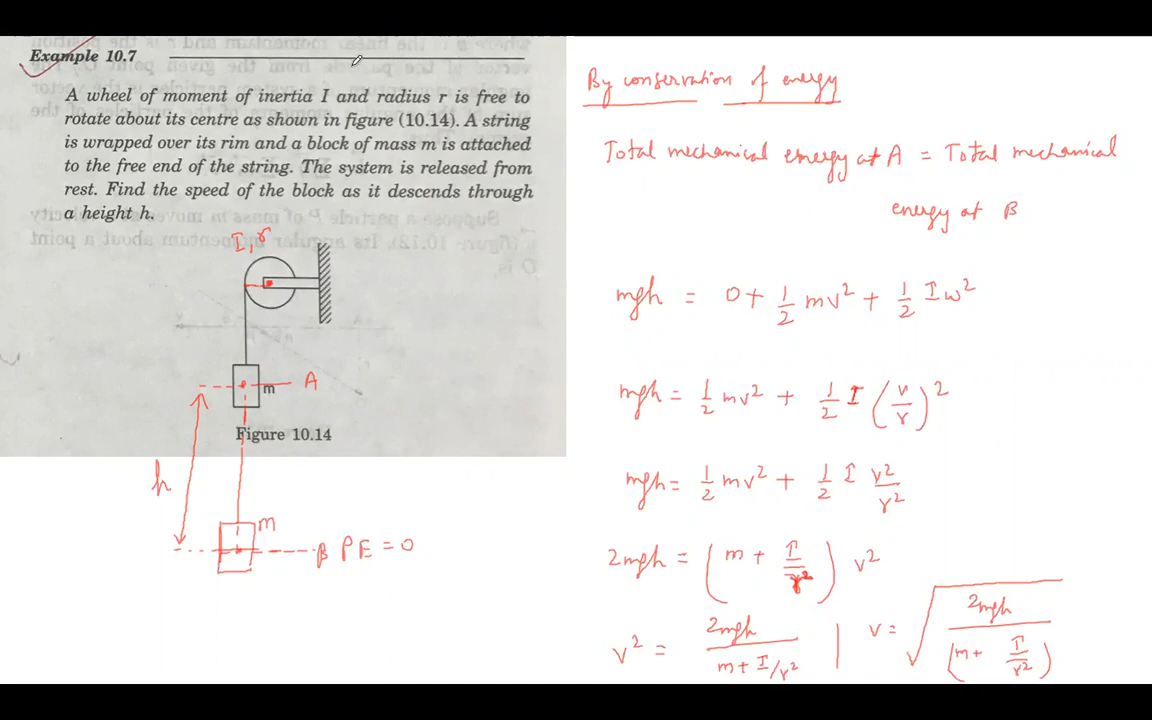 Example 10.7
A wheel of moment of inertia I and radius r is free to
rotate about its centre as shown in figure (10.14). A string
is wrapped over its rim and a block of mass m is attached
to the free end of the string. The system is released from
rest. Find the speed of the block as it descends through
a height h.
I, r
m
A
Figure 10.14
h
m
B PE = 0
By conservation of energy
Total mechanical energy at A = Total mechanical
energy at B
mgh = 0 + 1/2 mv² + 1/2 Iω²
mgh = 1/2 mv² + 1/2 I (v/r)²
mgh = 1/2 mv² + 1/2 I v²/r²
2mgh = (m + I/r²) v²
v² = 2mgh/(m + I/r²) | v = √(2mgh/(m + I/r²))